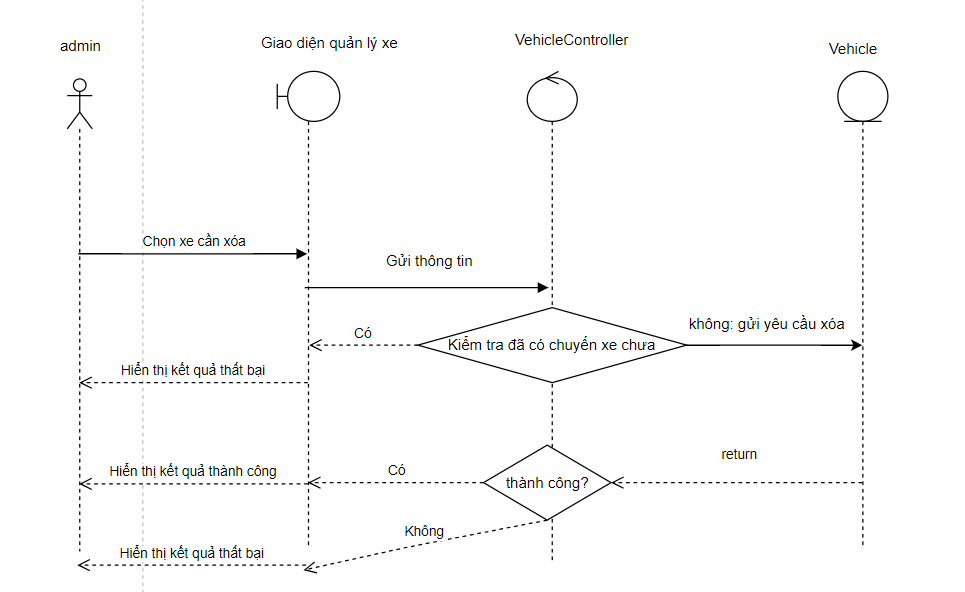 admin
Giao diện quản lý xe
VehicleController
Vehicle
Chọn xe cần xóa
Gửi thông tin
không: gửi yêu cầu xóa
Có
Kiểm tra đã có chuyến xe chưa
Hiển thị kết quả thất bại
return
Hiển thị kết quả thành công
Có
thành công?
Không
Hiển thị kết quả thất bại